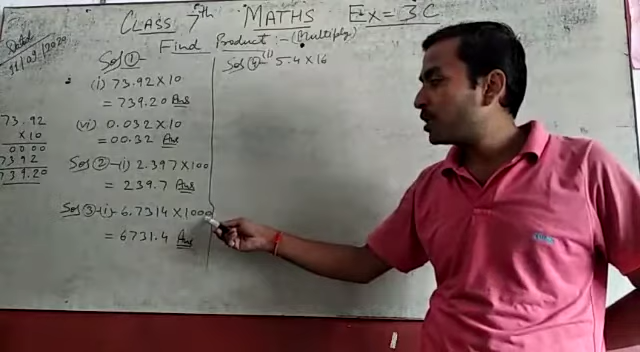 Class 7th Maths Ex = 3C
Dated
11/03/2020
Find Product :- (Multiply)
Sol ①-
(i) 73.92 × 10
= 739.20 Ans
(vi) 0.032 × 10
= 00.32 Ans
Sol ②-(i) 2.397 × 100
= 239.7 Ans
Sol ③-(i)- 6.7314 × 1000
= 6731.4 Ans
73.92
× 10
0000
7392
739.20
Sol ④-(i) 5.4 × 16